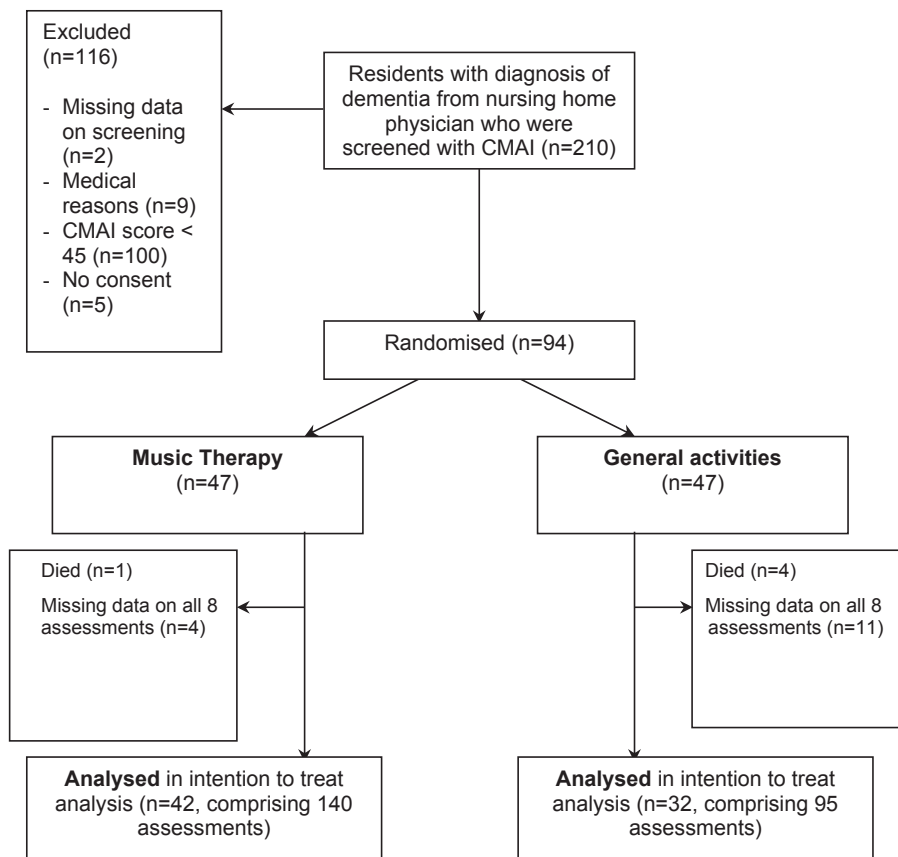 Excluded
(n=116)
- Missing data
on screening
(n=2)
- Medical
reasons (n=9)
- CMAI score <
45 (n=100)
- No consent
(n=5)
Residents with diagnosis of
dementia from nursing home
physician who were
screened with CMAI (n=210)
Randomised (n=94)
Music Therapy
(n=47)
General activities
(n=47)
Died (n=1)
Missing data on all 8
assessments (n=4)
Died (n=4)
Missing data on all 8
assessments (n=11)
Analysed in intention to treat
analysis (n=42, comprising 140
assessments)
Analysed in intention to treat
analysis (n=32, comprising 95
assessments)